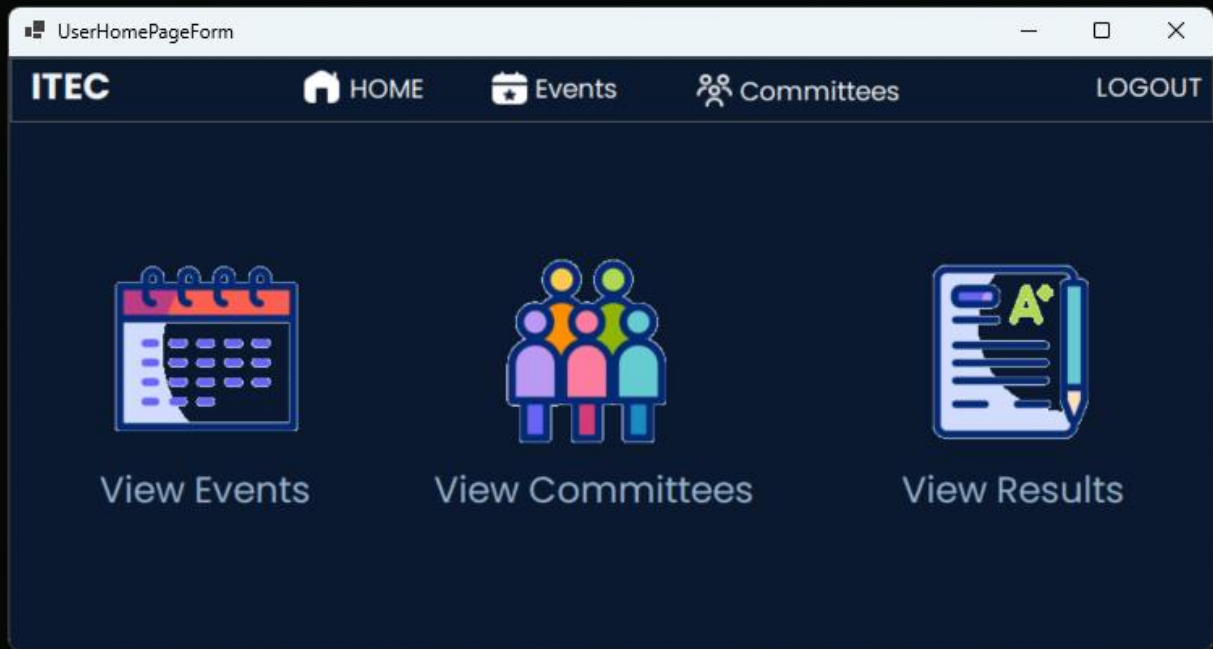 UserHomePageForm
ITEC HOME Events Committees LOGOUT
A+
View Events View Committees View Results